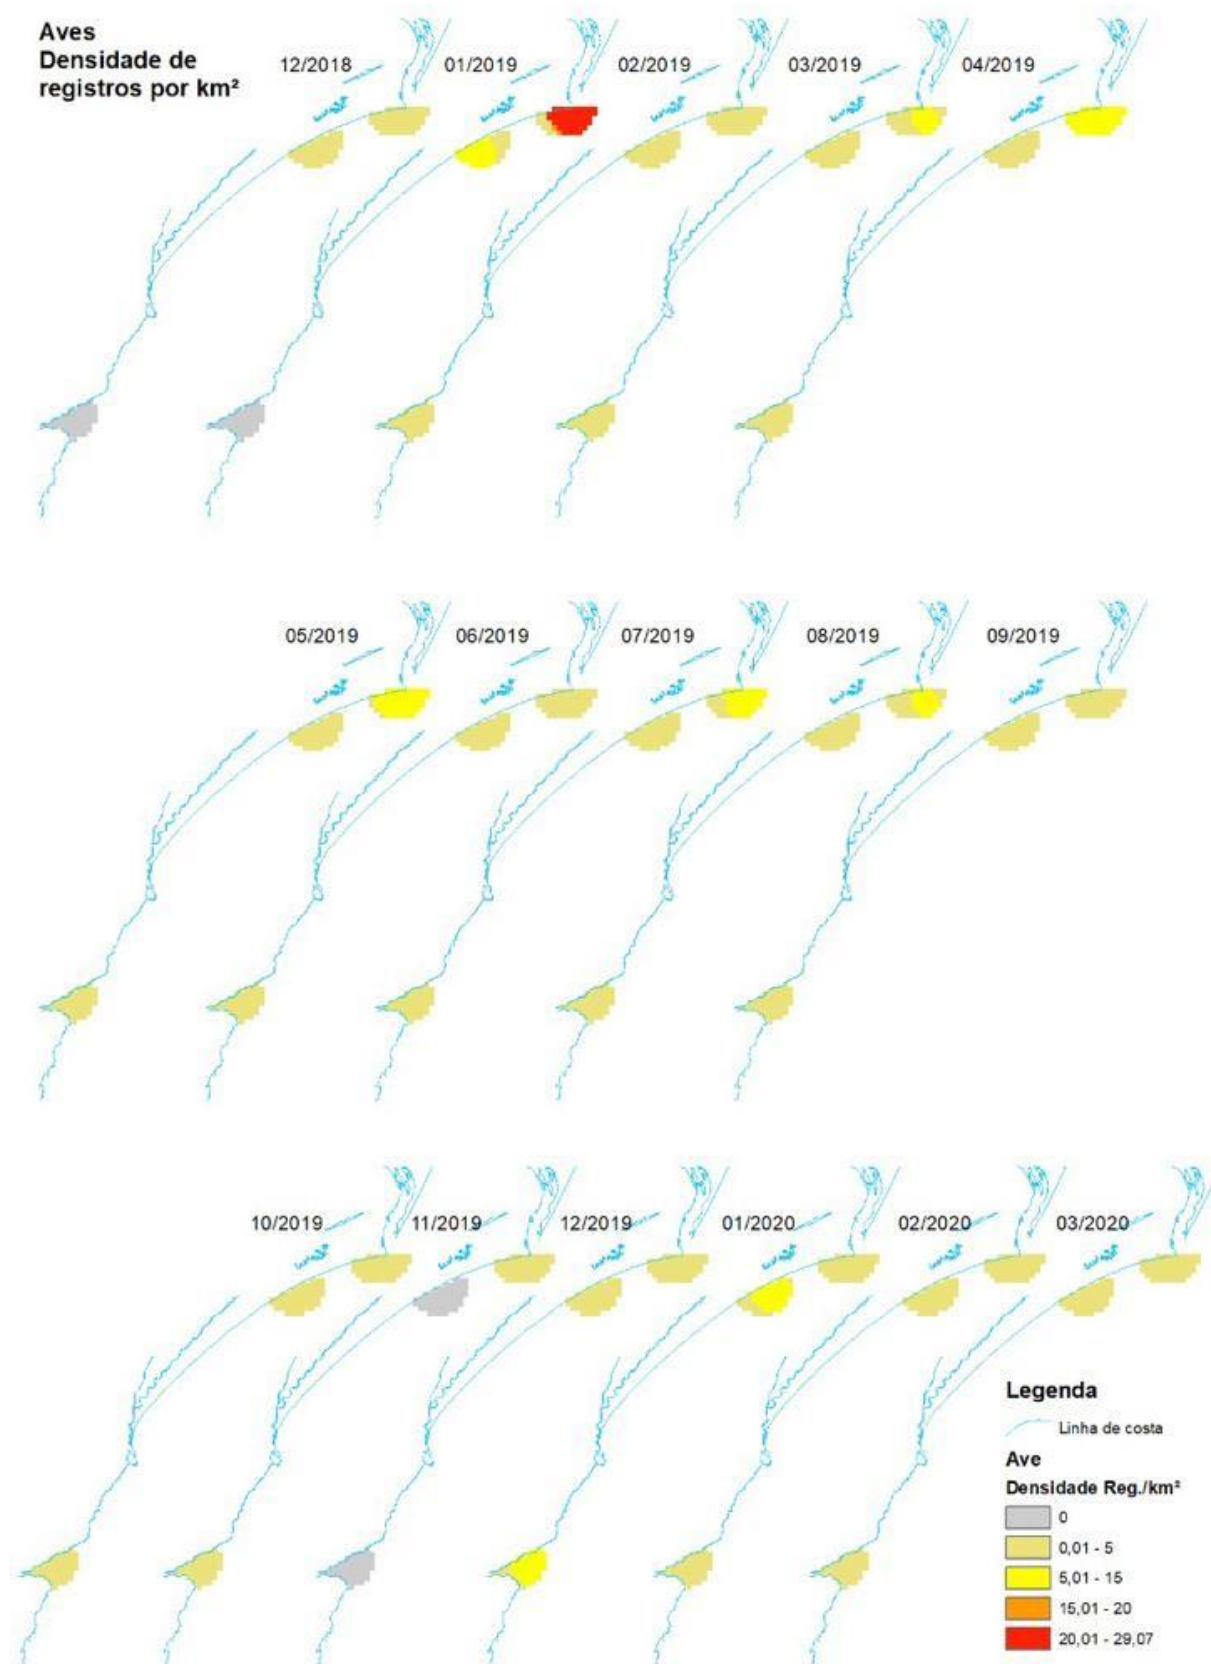 Aves
Densidade de
registros por km²
12/2018
01/2019
02/2019
03/2019
04/2019
05/2019
06/2019
07/2019
08/2019
09/2019
10/2019
11/2019
12/2019
01/2020
02/2020
03/2020
Legenda
Linha de costa
Ave
Densidade Reg./km²
0
0,01 - 5
5,01 - 15
15,01 - 20
20,01 - 29,07